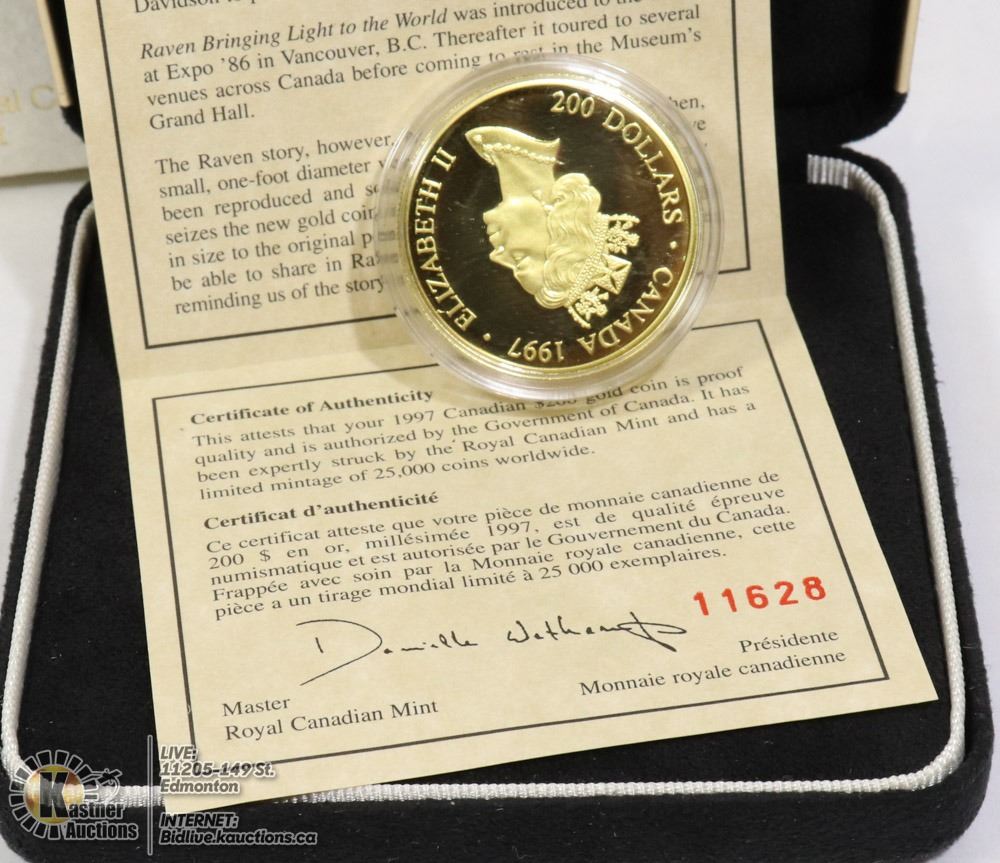 Davidson
Raven Bringing Light to the World was introduced to the
at Expo '86 in Vancouver, B.C. Thereafter it toured to several
venues across Canada before coming to rest in the Museum's
Grand Hall.
The Raven story, however,
small, one-foot diameter
been reproduced and
seizes the new gold coin
in size to the original
be able to share in
reminding us of the story
200 DOLLARS · CANADA 1997 · ELIZABETH II
Certificate of Authenticity
This attests that your 1997 Canadian $200 gold coin is proof
quality and is authorized by the Government of Canada. It has
been expertly struck by the Royal Canadian Mint and has a
limited mintage of 25,000 coins worldwide.
Certificat d'authenticité
Ce certificat atteste que votre pièce de monnaie canadienne de
200 $ en or, millésimée 1997, est de qualité épreuve
numismatique et est autorisée par le Gouvernement du Canada.
Frappée avec soin par la Monnaie royale canadienne, cette
pièce a un tirage mondial limité à 25 000 exemplaires.
11628
Master
Royal Canadian Mint
Présidente
Monnaie royale canadienne
Kastner
Auctions
LIVE:
11205-149 St.
Edmonton
INTERNET:
Bidlive.kauctions.ca